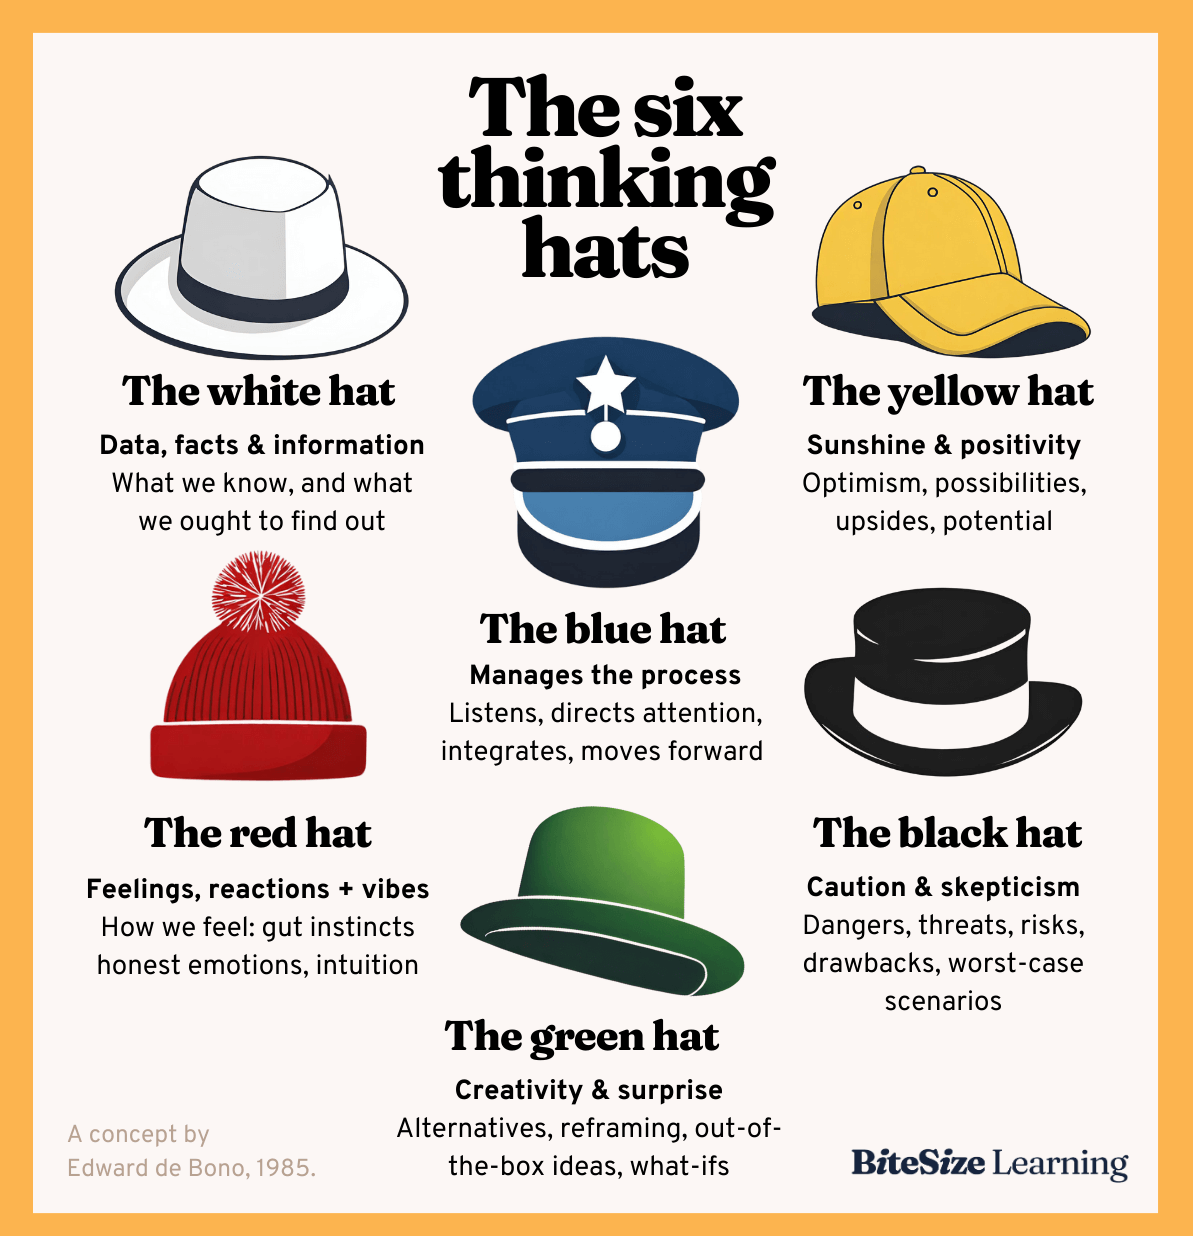 The six
thinking
hats
The white hat
Data, facts & information
What we know, and what
we ought to find out
The yellow hat
Sunshine & positivity
Optimism, possibilities,
upsides, potential
The blue hat
Manages the process
Listens, directs attention,
integrates, moves forward
The red hat
Feelings, reactions + vibes
How we feel: gut instincts
honest emotions, intuition
The black hat
Caution & skepticism
Dangers, threats, risks,
drawbacks, worst-case
scenarios
The green hat
Creativity & surprise
Alternatives, reframing, out-of-
the-box ideas, what-ifs
A concept by
Edward de Bono, 1985.
BiteSize Learning